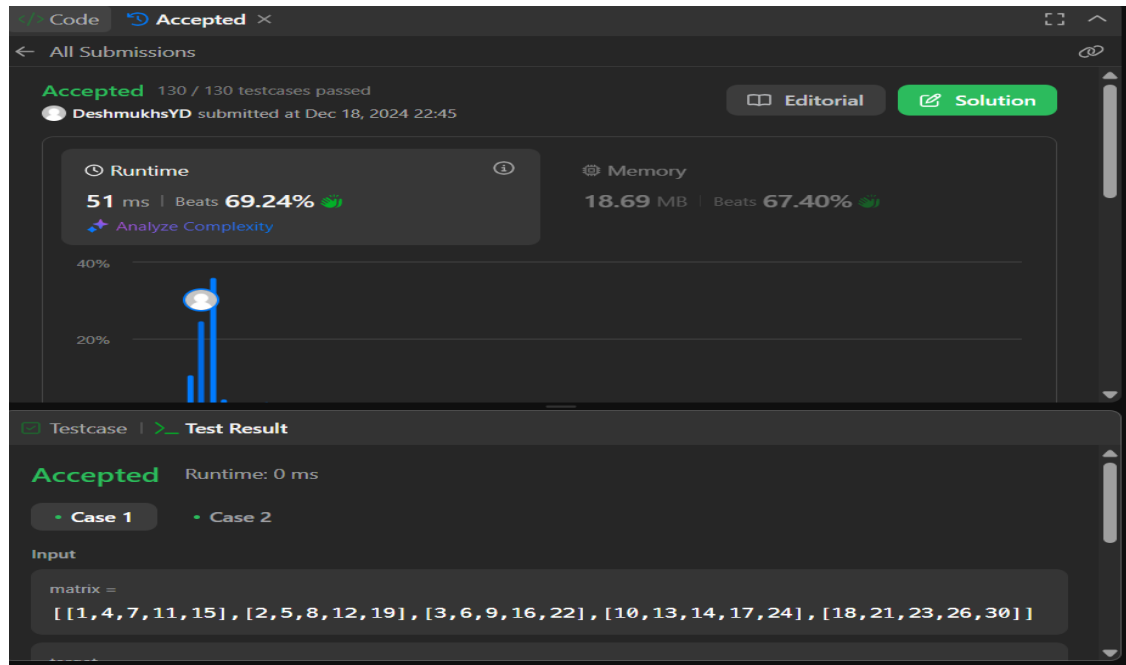 </> Code Accepted ×
All Submissions
Accepted 130 / 130 testcases passed
Editorial
Solution
DeshmukhsYD submitted at Dec 18, 2024 22:45
Runtime
51 ms | Beats 69.24%
Analyze Complexity
Memory
18.69 MB | Beats 67.40%
40%
20%
Testcase | >_ Test Result
Accepted Runtime: 0 ms
• Case 1 • Case 2
Input
matrix =
[[1,4,7,11,15],[2,5,8,12,19],[3,6,9,16,22],[10,13,14,17,24],[18,21,23,26,30]]